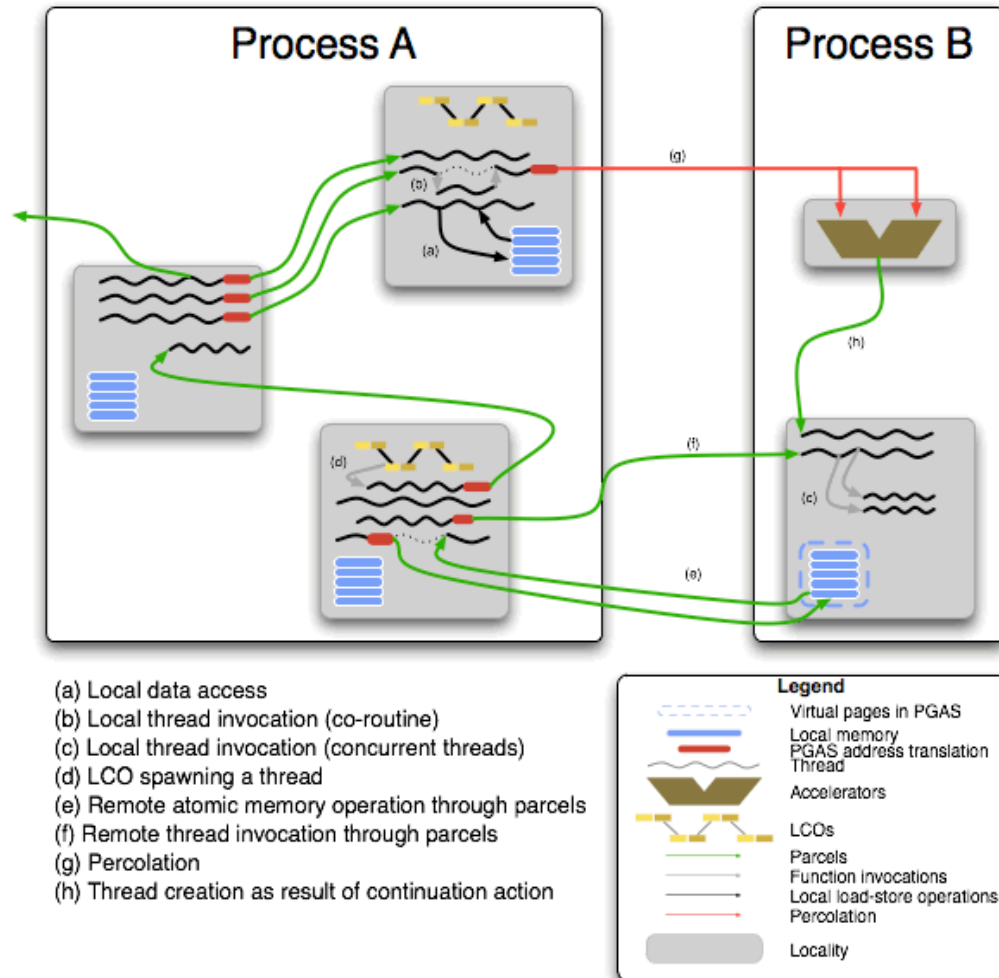 Process A
Process B
(g)
(b)
(a)
(h)
(d)
(f)
(c)
(e)
(a) Local data access
(b) Local thread invocation (co-routine)
(c) Local thread invocation (concurrent threads)
(d) LCO spawning a thread
(e) Remote atomic memory operation through parcels
(f) Remote thread invocation through parcels
(g) Percolation
(h) Thread creation as result of continuation action
Legend
Virtual pages in PGAS
Local memory
PGAS address translation
Thread
Accelerators
LCOs
Parcels
Function invocations
Local load-store operations
Percolation
Locality